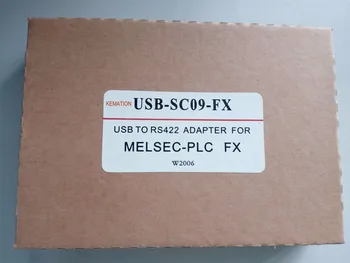 KEMATION USB-SC09-FX
USB TO RS422 ADAPTER FOR
MELSEC-PLC FX
W2006